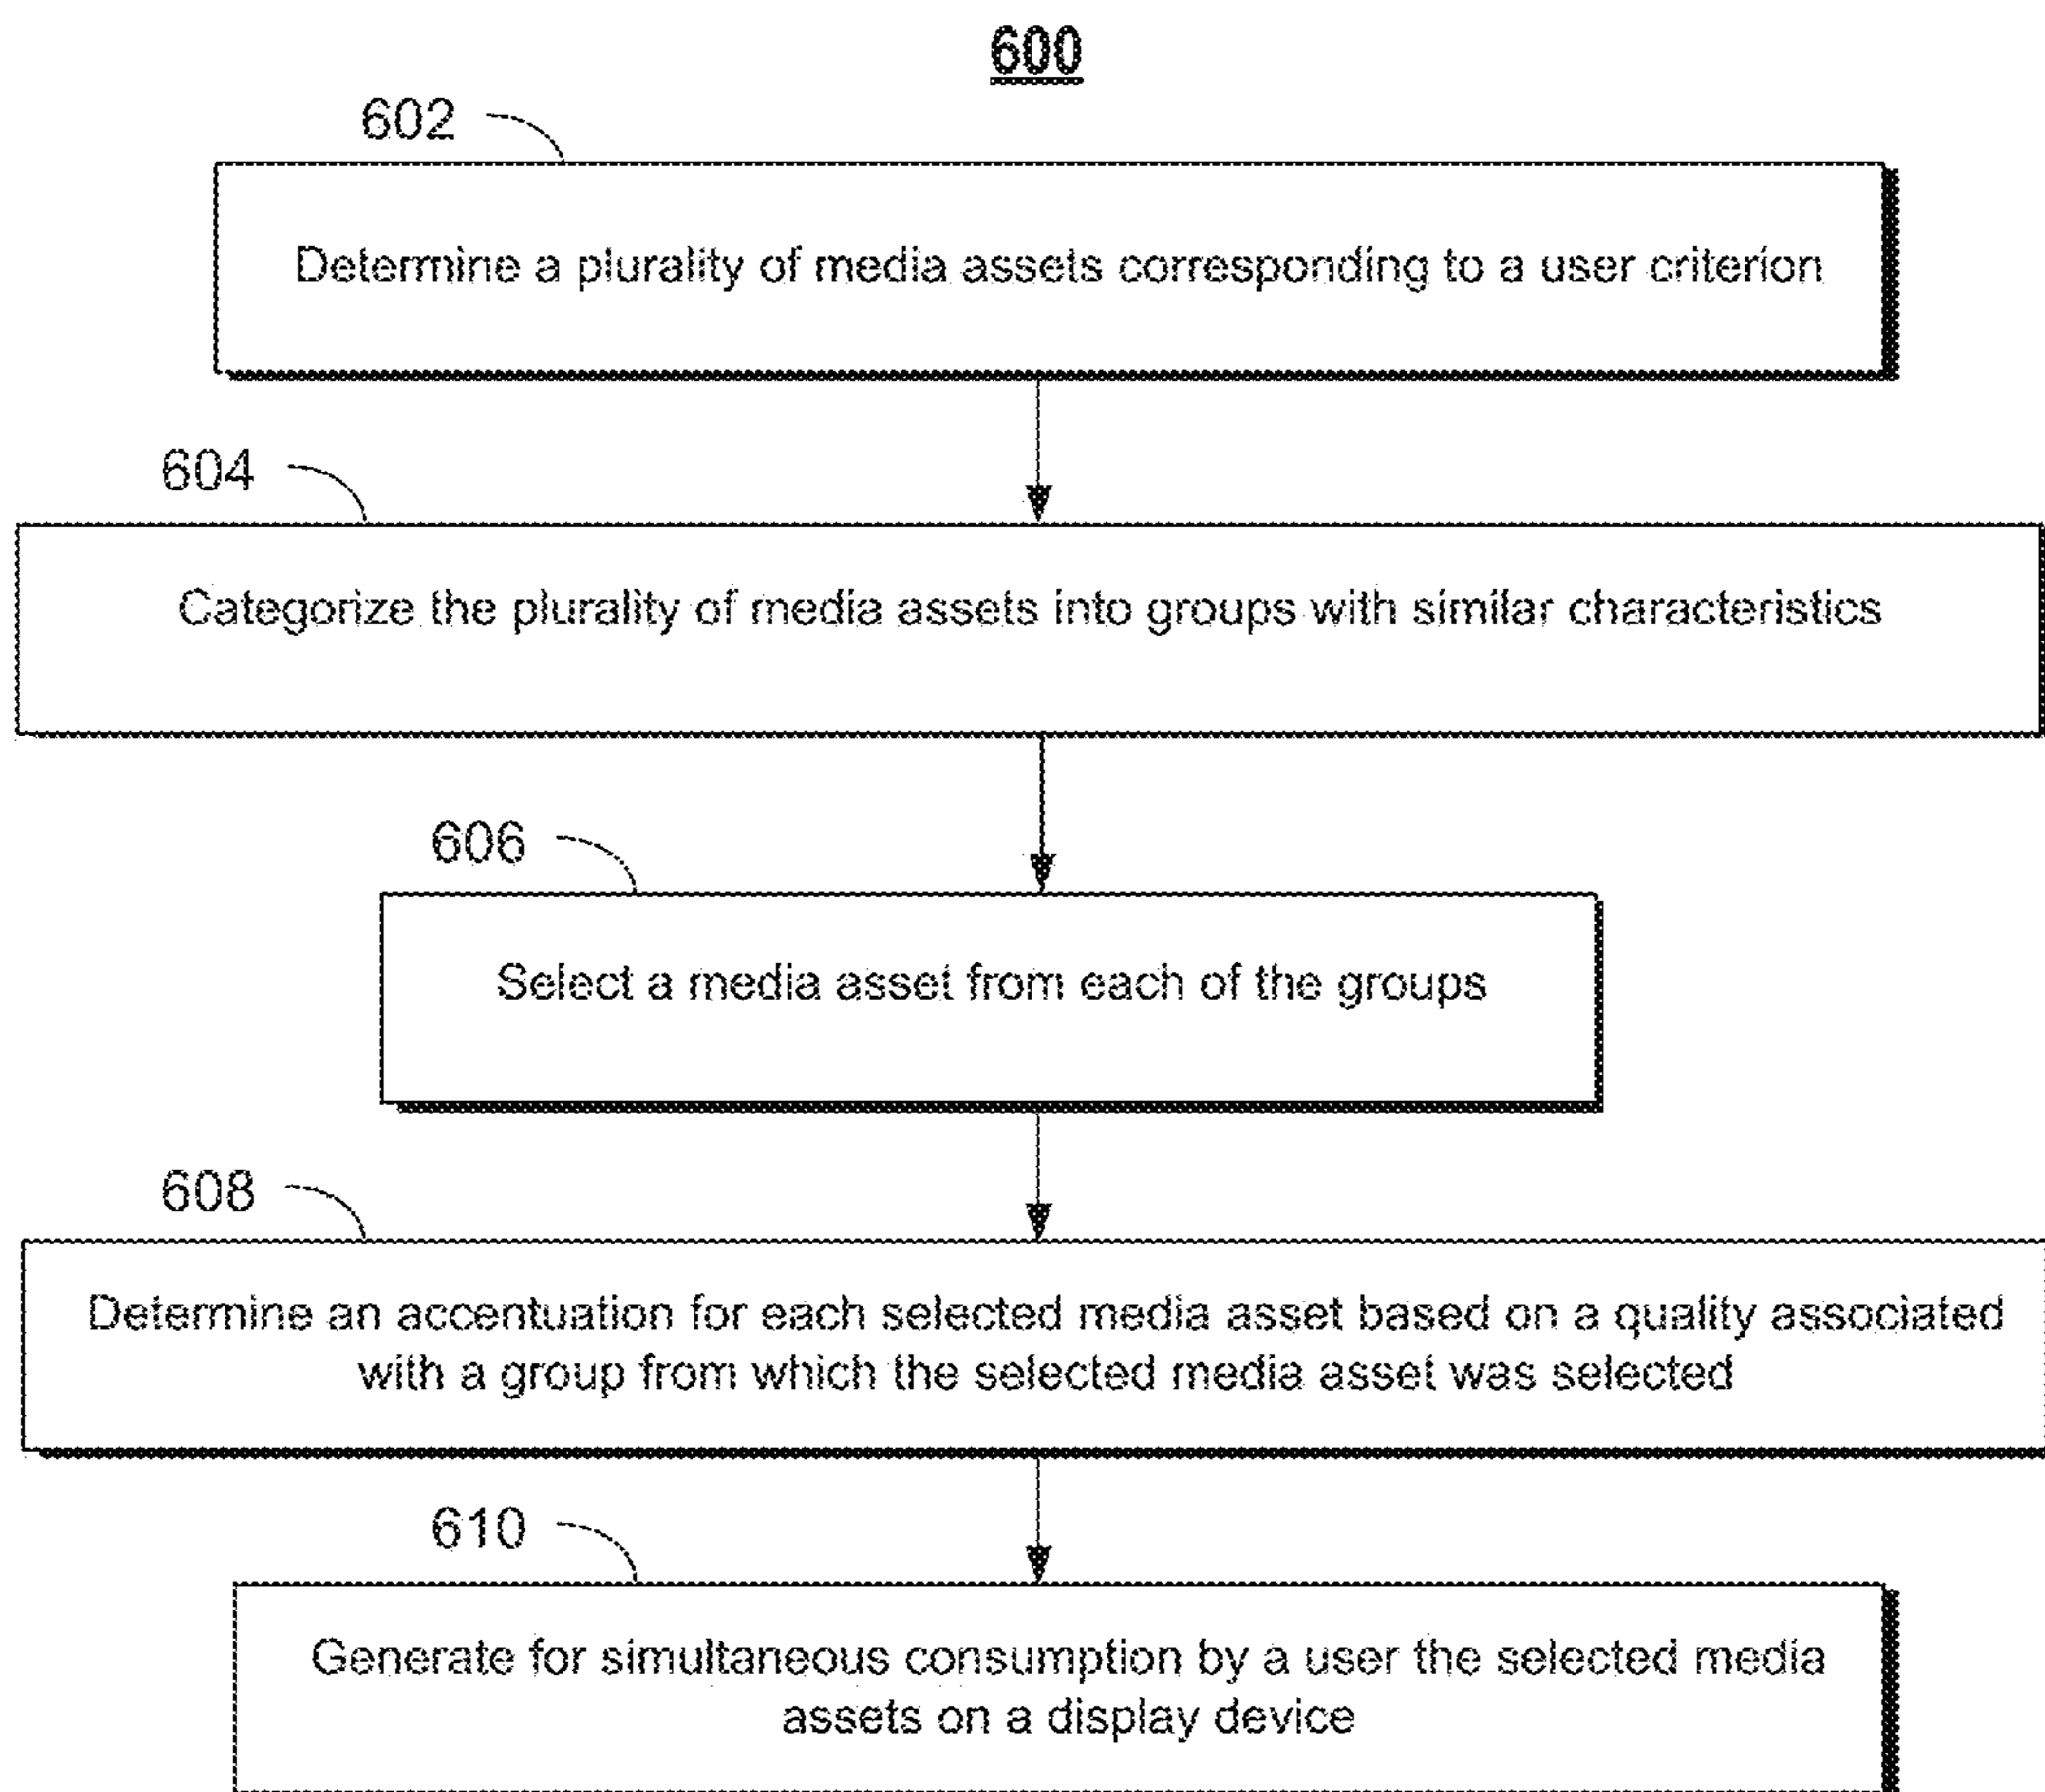 600
602
Determine a plurality of media assets corresponding to a user criterion
604
Categorize the plurality of media assets into groups with similar characteristics
606
Select a media asset from each of the groups
608
Determine an accentuation for each selected media asset based on a quality associated
with a group from which the selected media asset was selected
610
Generate for simultaneous consumption by a user the selected media
assets on a display device